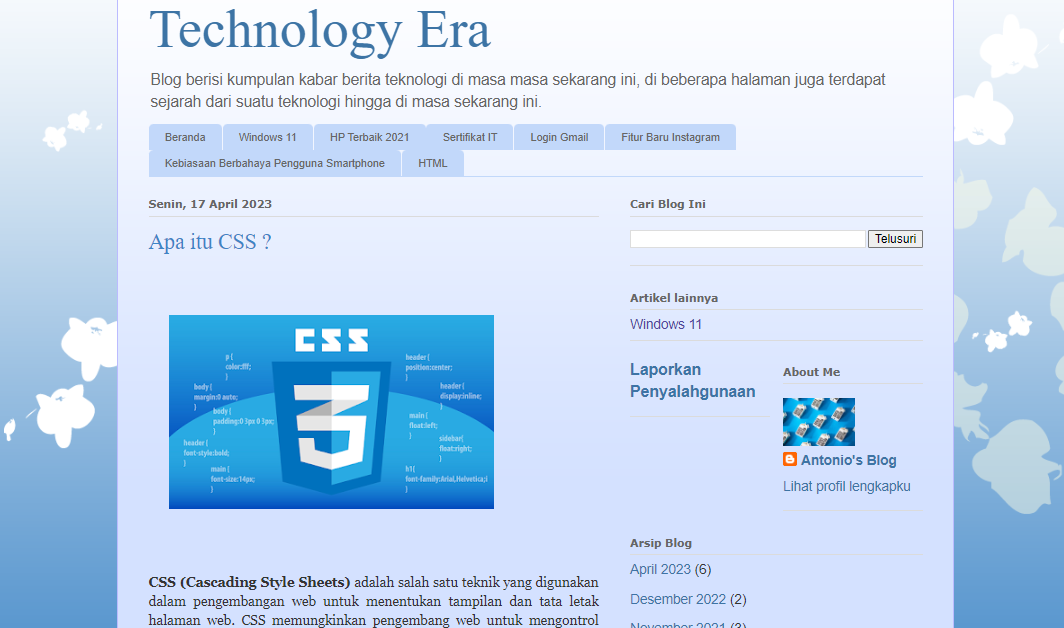 Technology Era
Blog berisi kumpulan kabar berita teknologi di masa masa sekarang ini, di beberapa halaman juga terdapat
sejarah dari suatu teknologi hingga di masa sekarang ini.
Beranda
Windows 11
HP Terbaik 2021
Sertifikat IT
Login Gmail
Fitur Baru Instagram
Kebiasaan Berbahaya Pengguna Smartphone
HTML
Senin, 17 April 2023
Apa itu CSS ?
CSS
p {
color:fff;
}
body {
margin:0 auto;
}
body {
padding:0 3px 0 3px;
}
header {
font-style:bold;
}
main {
font-size:14px;
}
header {
position:center;
}
header {
display:inline;
}
main {
float:left;
}
sidebar{
float:right;
}
h1{
font-family:Arial,Helvetica;i
}
3
CSS (Cascading Style Sheets) adalah salah satu teknik yang digunakan
dalam pengembangan web untuk menentukan tampilan dan tata letak
halaman web. CSS memungkinkan pengembang web untuk mengontrol
Cari Blog Ini
Telusuri
Artikel lainnya
Windows 11
Laporkan
Penyalahgunaan
About Me
Antonio's Blog
Lihat profil lengkapku
Arsip Blog
April 2023 (6)
Desember 2022 (2)
November 2021 (3)